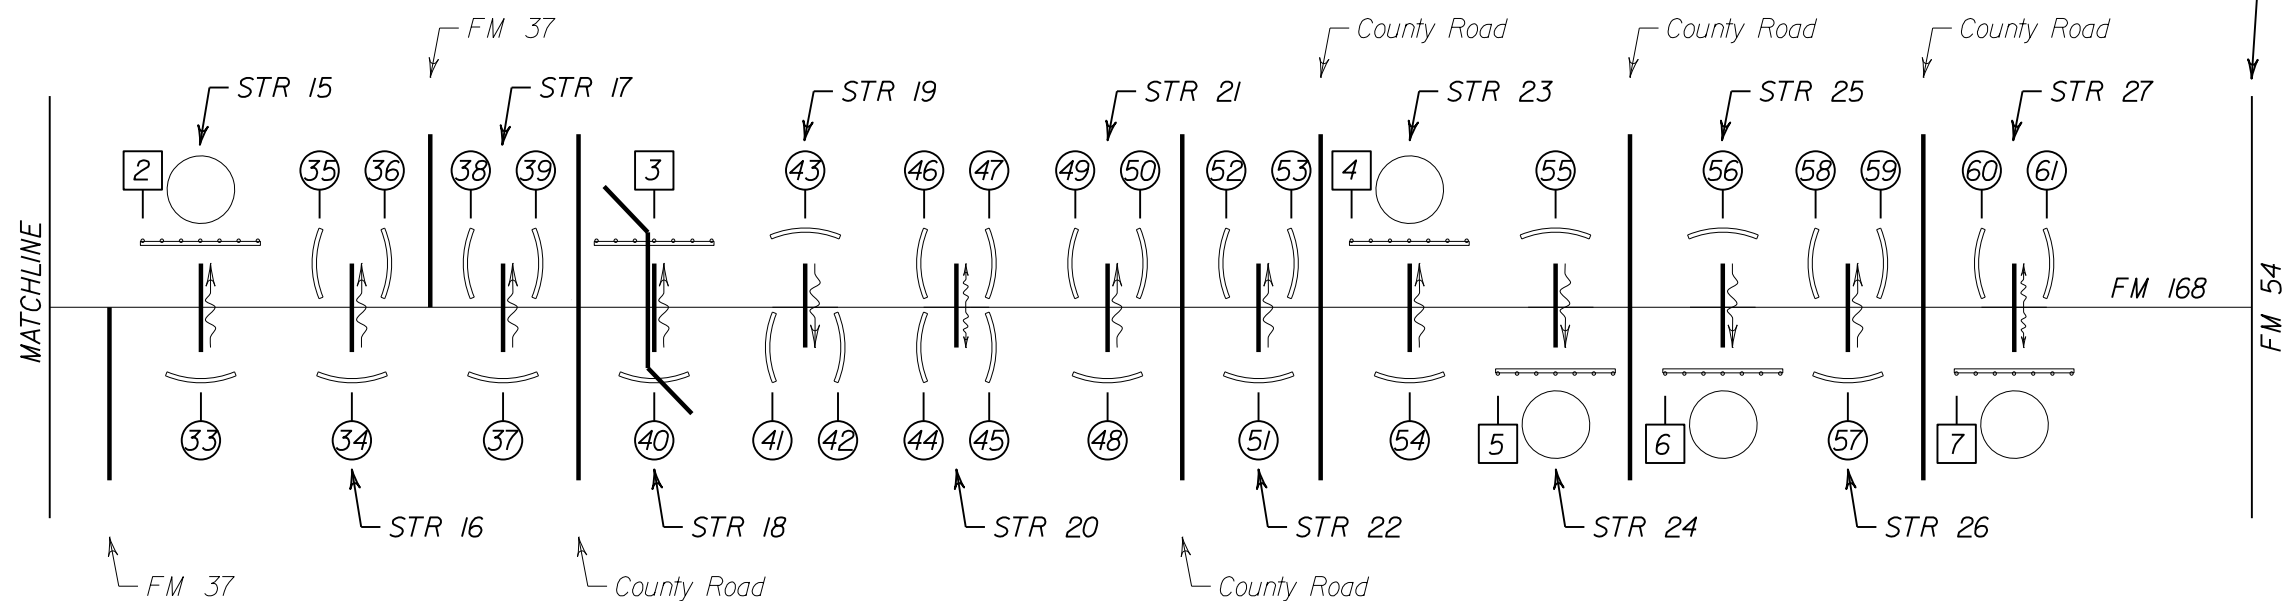 FM 37
County Road
County Road
County Road
STR 15
STR 17
STR 19
STR 21
STR 23
STR 25
STR 27
2
35
36
38
39
3
43
46
47
49
50
52
53
4
55
56
58
59
60
61
MATCHLINE
FM 168
FM 54
33
34
37
40
41
42
44
45
48
51
54
5
6
57
7
STR 16
STR 18
STR 20
STR 22
STR 24
STR 26
FM 37
County Road
County Road